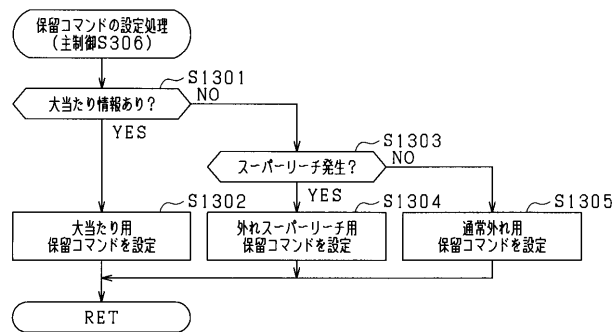 保留コマンドの設定処理
(主制御S306)
S1301
大当たり情報あり?
NO
YES
S1303
スーパーリーチ発生?
NO
YES
S1302
S1304
S1305
大当たり用
保留コマンドを設定
外れスーパーリーチ用
保留コマンドを設定
通常外れ用
保留コマンドを設定
RET